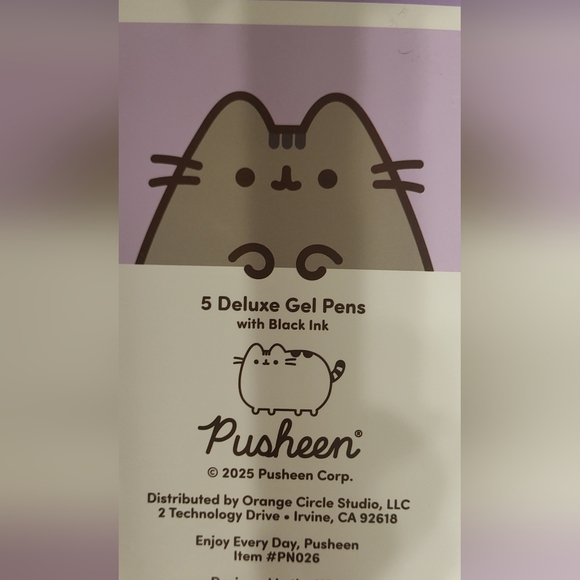 5 Deluxe Gel Pens
with Black Ink
Pusheen®
© 2025 Pusheen Corp.
Distributed by Orange Circle Studio, LLC
2 Technology Drive • Irvine, CA 92618
Enjoy Every Day, Pusheen
Item #PN026